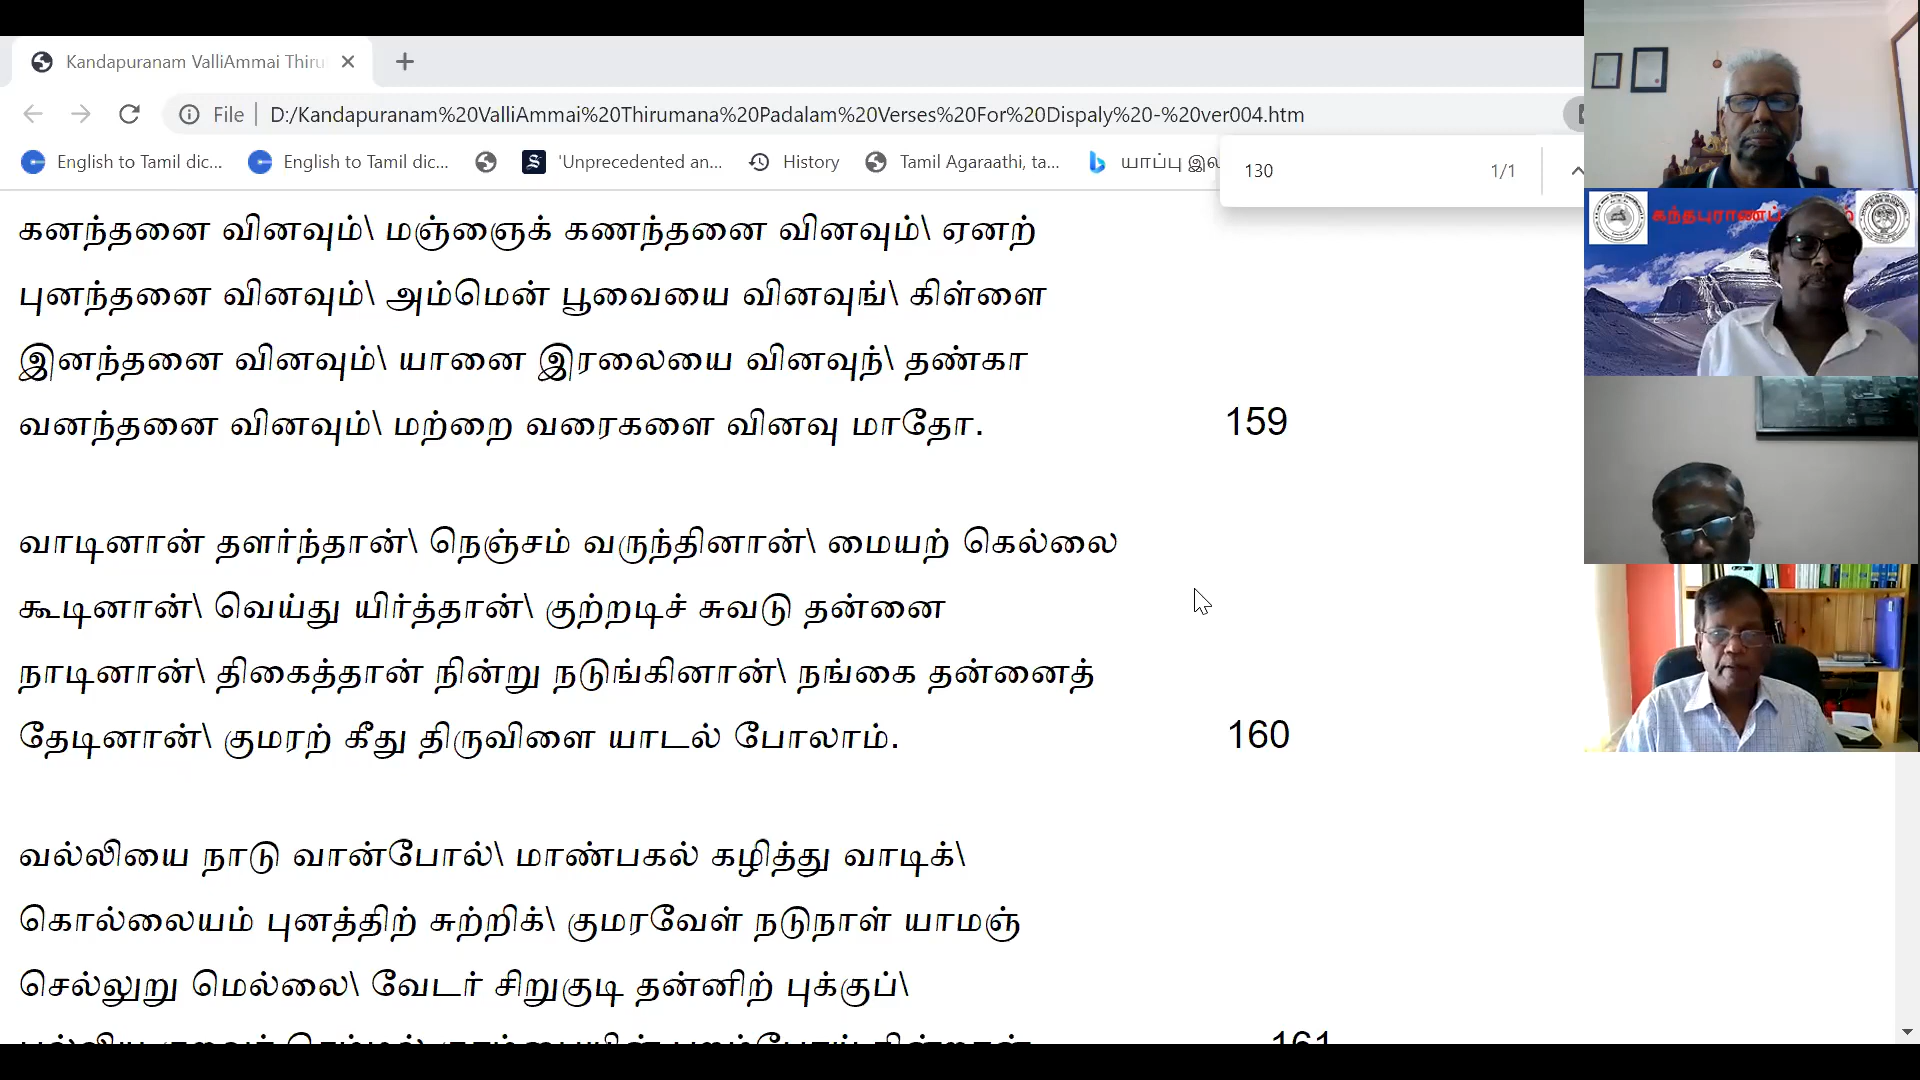 Kandapuranam ValliAmmai Thiru
File
D:/Kandapuranam%20ValliAmmai%20Thirumana%20Padalam%20Verses%20For%20Dispaly%20-%20ver004.htm
English to Tamil dic...
English to Tamil dic...
'Unprecedented an...
History
Tamil Agaraathi, ta...
யாப்பு இல
130
1/1
கனந்தனை வினவும்\ மஞ்ஞைக் கணந்தனை வினவும்\ ஏனற்
புனந்தனை வினவும்\ அம்மென் பூவையை வினவுங்\ கிள்ளை
இனந்தனை வினவும்\ யானை இரலையை வினவுந்\ தண்கா
வனந்தனை வினவும்\ மற்றை வரைகளை வினவு மாதோ. 159
வாடினான் தளர்ந்தான்\ நெஞ்சம் வருந்தினான்\ மையற் கெல்லை
கூடினான்\ வெய்து யிர்த்தான்\ குற்றடிச் சுவடு தன்னை
நாடினான்\ திகைத்தான் நின்று நடுங்கினான்\ நங்கை தன்னைத்
தேடினான்\ குமரற் கீது திருவிளை யாடல் போலாம். 160
வல்லியை நாடு வான்போல்\ மாண்பகல் கழித்து வாடிக்\
கொல்லையம் புனத்திற் சுற்றிக்\ குமரவேள் நடுநாள் யாமஞ்
செல்லுறு மெல்லை\ வேடர் சிறுகுடி தன்னிற் புக்குப்\
161
கந்தபுராணப்